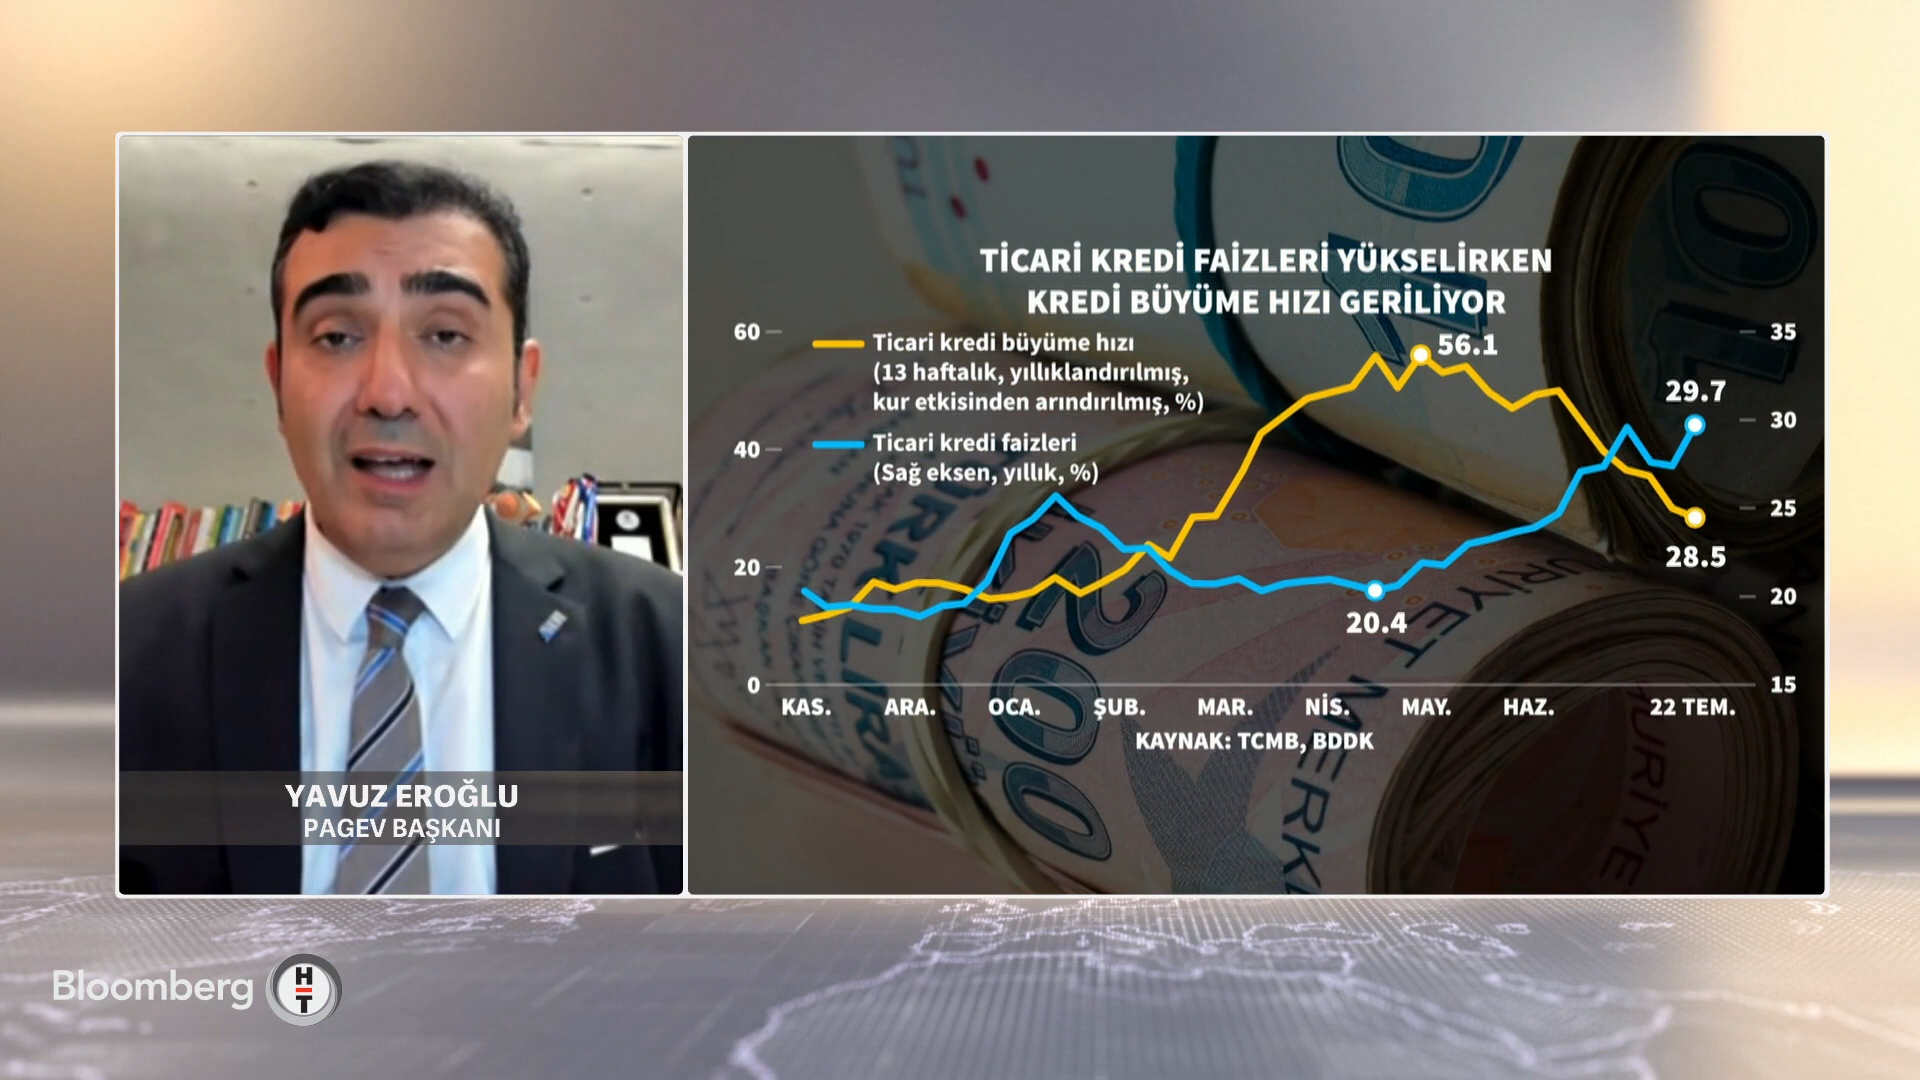 TİCARİ KREDİ FAİZLERİ YÜKSELİRKEN
KREDİ BÜYÜME HIZI GERİLİYOR
60
35
Ticari kredi büyüme hızı
(13 haftalık, yıllıklandırılmış,
kur etkisinden arındırılmış, %)
56.1
29.7
30
40
Ticari kredi faizleri
(Sağ eksen, yıllık, %)
25
28.5
20
20
20.4
0
15
KAS. ARA. OCA. ŞUB. MAR. NİS. MAY. HAZ. 22 TEM.
KAYNAK: TCMB, BDDK
YAVUZ EROĞLU
PAGEV BAŞKANI
Bloomberg HT
200
200